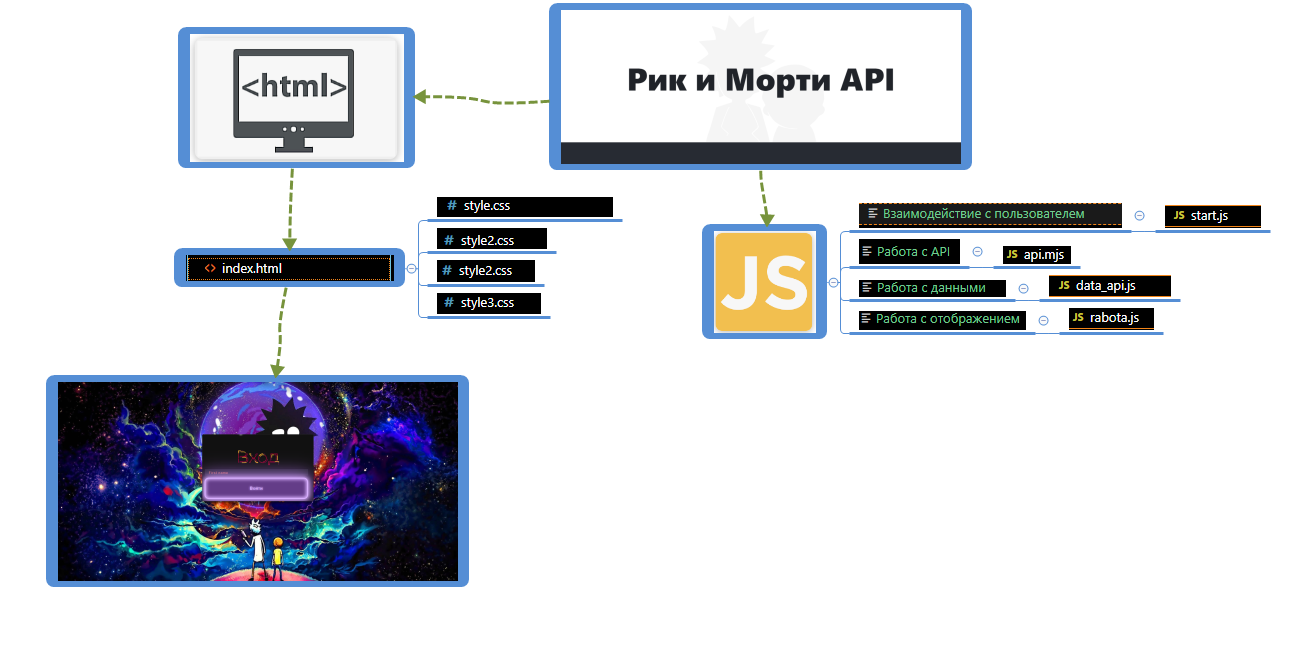 <html>
Рик и Морти API
# style.css
# style2.css
# style2.css
# style3.css
<> index.html
JS
Взаимодействие с пользователем
JS start.js
Работа с API
JS api.mjs
Работа с данными
JS data_api.js
Работа с отображением
JS rabota.js
Вход
Войти